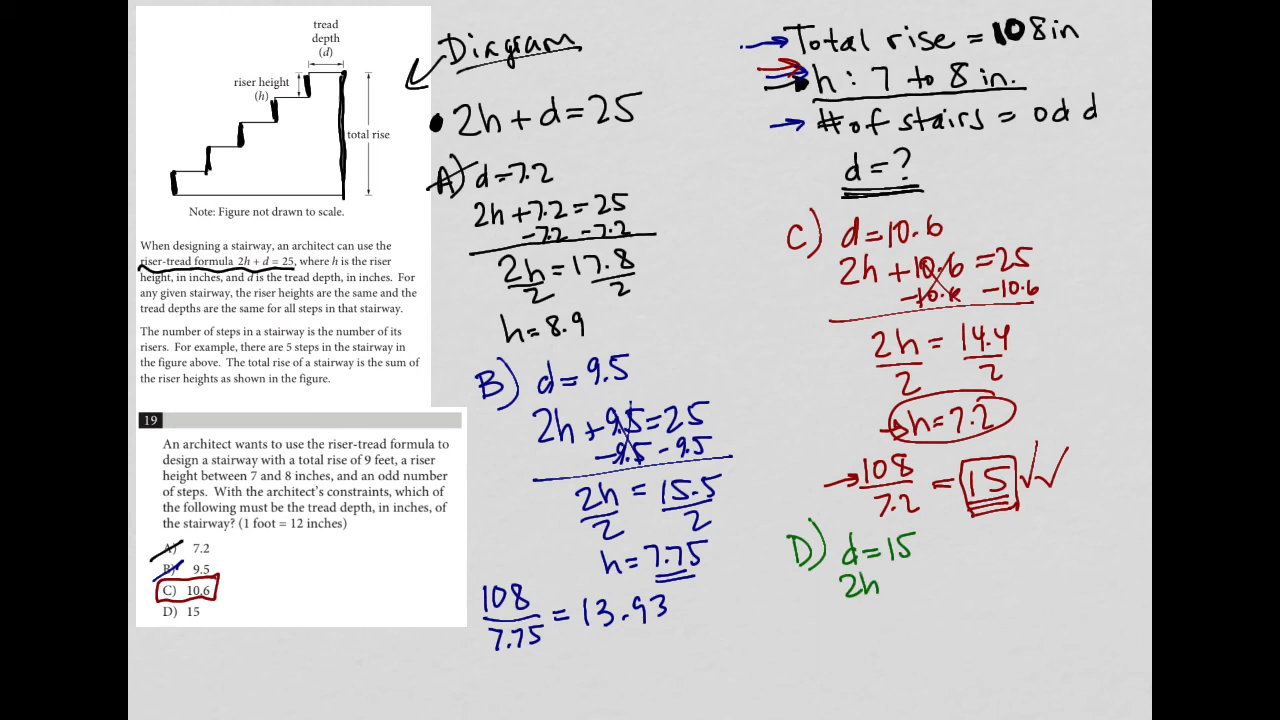 tread
depth
(d)
riser height
(h)
total rise
Note: Figure not drawn to scale.
When designing a stairway, an architect can use the
riser-tread formula 2h + d = 25, where h is the riser
height, in inches, and d is the tread depth, in inches. For
any given stairway, the riser heights are the same and the
tread depths are the same for all steps in that stairway.
The number of steps in a stairway is the number of its
risers. For example, there are 5 steps in the stairway in
the figure above. The total rise of a stairway is the sum of
the riser heights as shown in the figure.
19
An architect wants to use the riser-tread formula to
design a stairway with a total rise of 9 feet, a riser
height between 7 and 8 inches, and an odd number
of steps. With the architect's constraints, which of
the following must be the tread depth, in inches, of
the stairway? (1 foot = 12 inches)
A) 7.2
B) 9.5
C) 10.6
D) 15
Diagram
2h + d = 25
A) d = 7.2
2h + 7.2 = 25
-7.2 -7.2
2h = 17.8
2 2
h = 8.9
B) d = 9.5
2h + 9.5 = 25
-9.5 -9.5
2h = 15.5
2 2
h = 7.75
108
7.75 = 13.93
Total rise = 108in
h : 7 to 8 in.
# of stairs = odd
d = ?
C) d = 10.6
2h + 10.6 = 25
-10.6 -10.6
2h = 14.4
2 2
h = 7.2
108
7.2 = 15
D) d = 15
2h